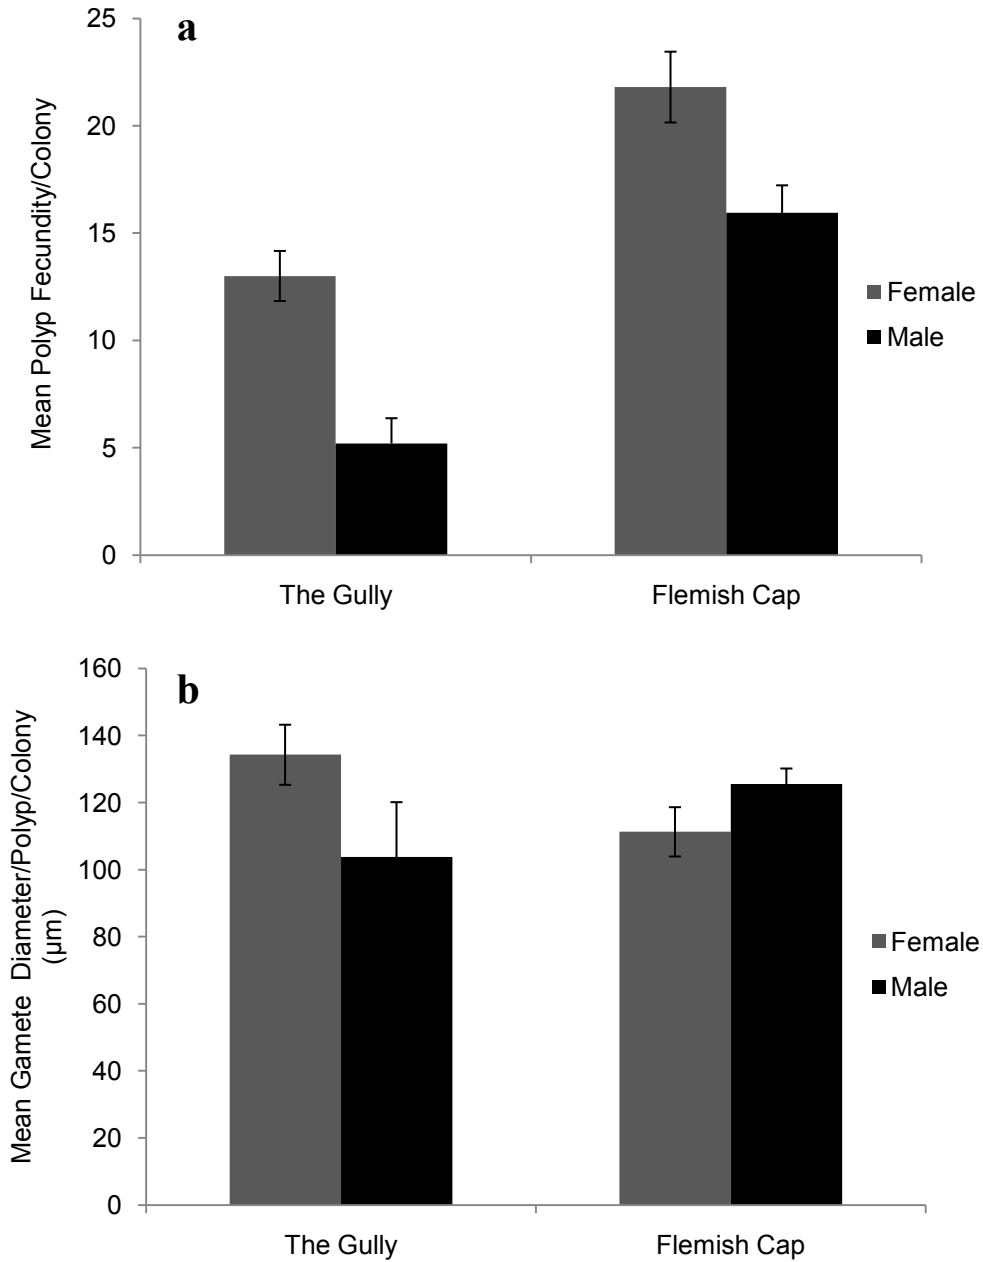 a
25
20
15
10
5
0
Mean Polyp Fecundity/Colony
The Gully
Flemish Cap
Female
Male
b
160
140
120
100
80
60
40
20
0
Mean Gamete Diameter/Polyp/Colony
(µm)
The Gully
Flemish Cap
Female
Male